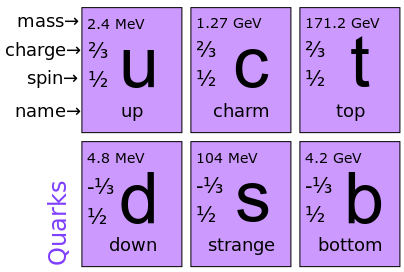 mass→ 2.4 MeV 1.27 GeV 171.2 GeV
charge→ ⅔ ⅔ ⅔
u c t
spin→ ½ ½ ½
name→ up charm top
4.8 MeV 104 MeV 4.2 GeV
-⅓ -⅓ -⅓
d s b
½ ½ ½
down strange bottom
Quarks